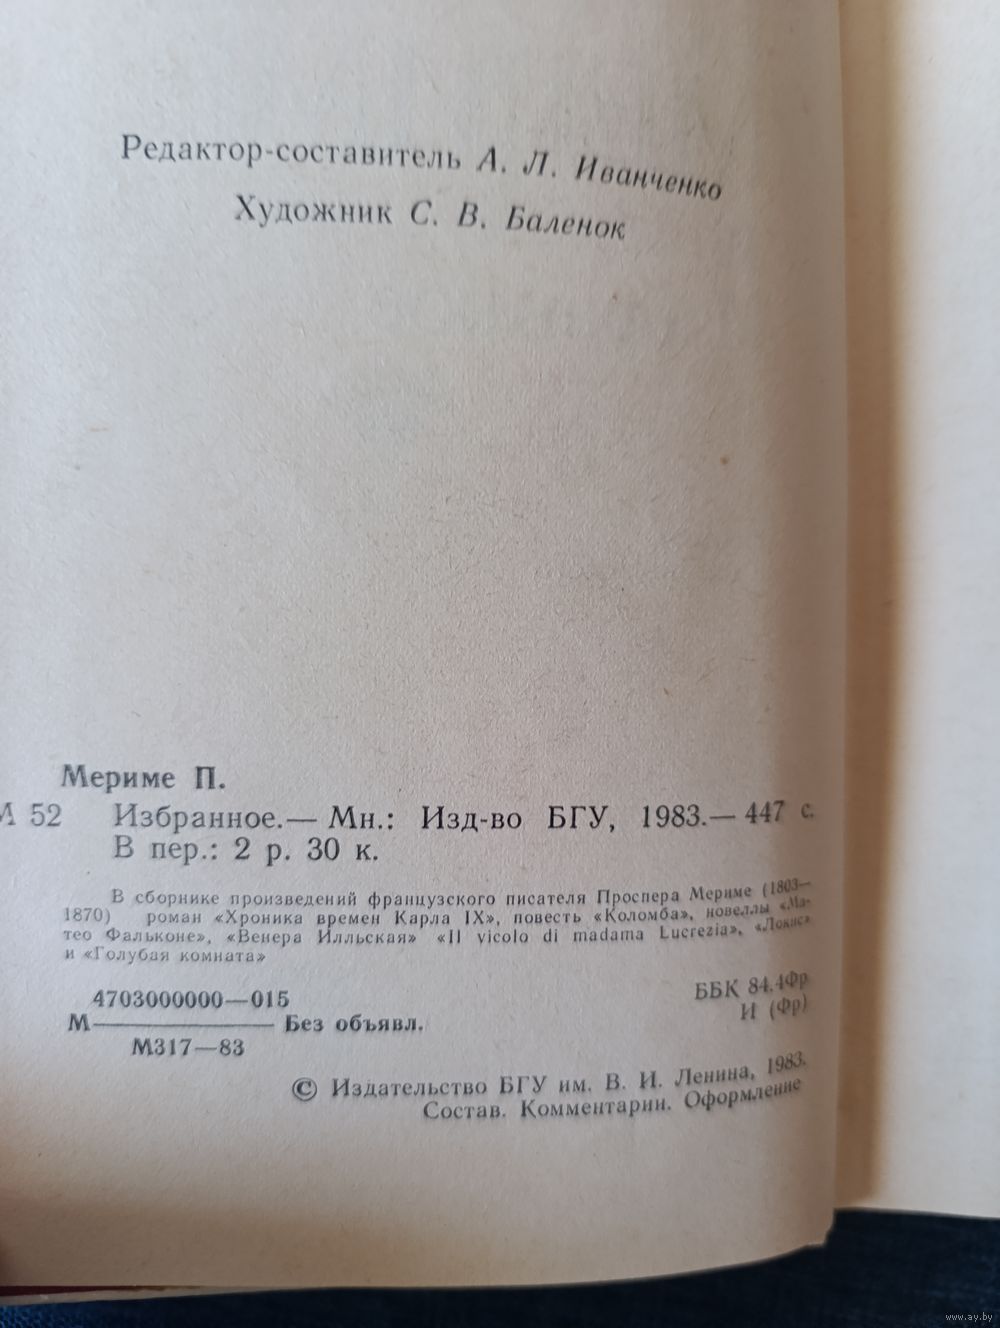 Редактор-составитель А. Л. Иванченко
Художник С. В. Баленок
Мериме П.
М 52 Избранное.— Мн.: Изд-во БГУ, 1983.— 447 с.
В пер.: 2 р. 30 к.
В сборнике произведений французского писателя Проспера Мериме (1803—
1870) роман «Хроника времен Карла IX», повесть «Коломба», новеллы «Ма-
тео Фальконе», «Венера Илльская» «Il vicolo di madama Lucrezia», «Локис»
и «Голубая комната»
4703000000—015
М——— Без объявл.
М317—83
ББК 84.4Фр
И (Фр)
© Издательство БГУ им. В. И. Ленина, 1983.
Состав. Комментарии. Оформление
www.ay.by